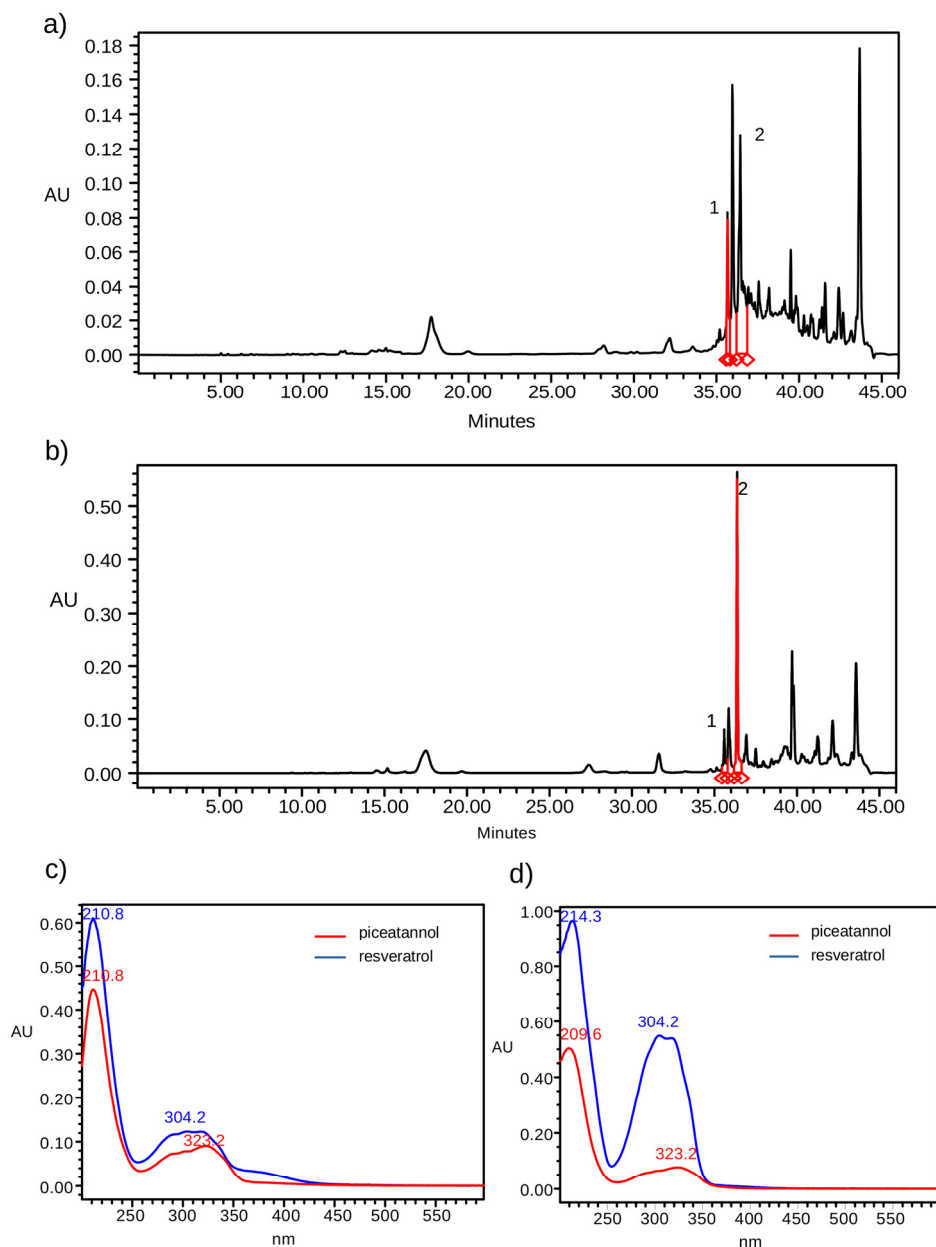 a)
0.18
0.16
0.14
0.12
0.10
0.08
0.06
0.04
0.02
0.00
AU
1
2
5.00 10.00 15.00 20.00 25.00 30.00 35.00 40.00 45.00
Minutes
b)
0.50
0.40
0.30
0.20
0.10
0.00
AU
1
2
5.00 10.00 15.00 20.00 25.00 30.00 35.00 40.00 45.00
Minutes
c)
0.60
0.50
0.40
0.30
0.20
0.10
0.00
AU
210.8
210.8
304.2
323.2
piceatannol
resveratrol
250 300 350 400 450 500 550
nm
d)
1.00
0.80
0.60
0.40
0.20
0.00
AU
214.3
209.6
304.2
323.2
piceatannol
resveratrol
250 300 350 400 450 500 550
nm